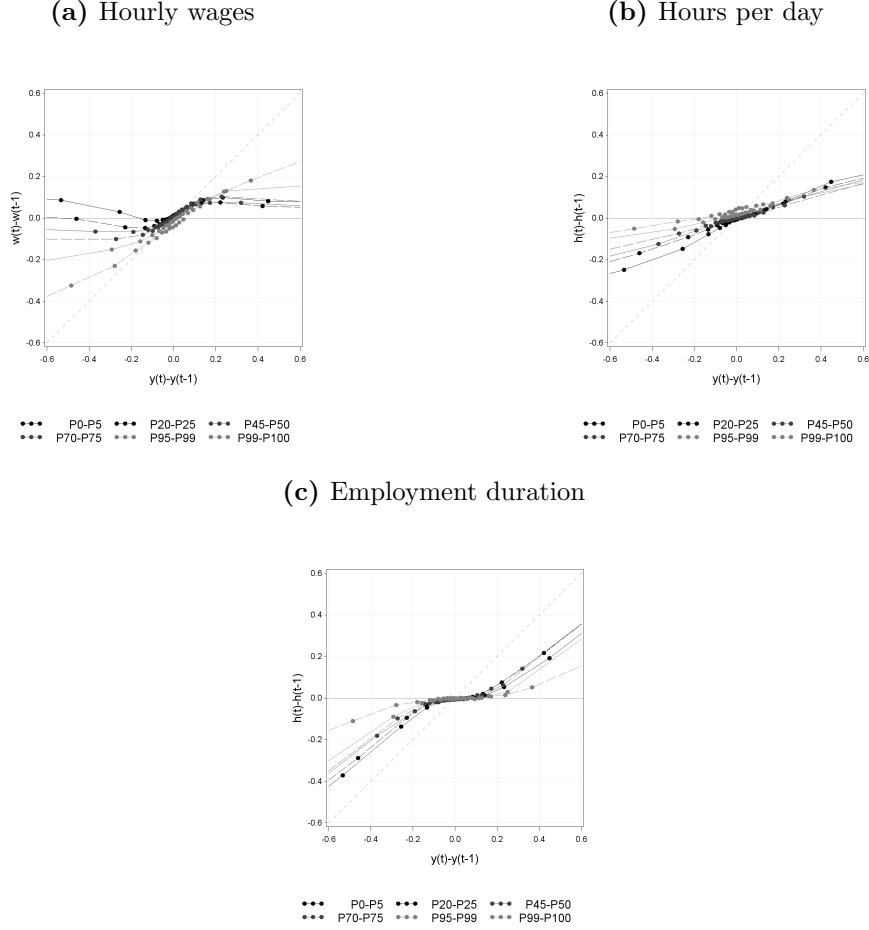 (a) Hourly wages
(b) Hours per day
0.6
0.4
0.2
0.0
-0.2
-0.4
-0.6
w(t)-w(t-1)
-0.6 -0.4 -0.2 0.0 0.2 0.4 0.6
y(t)-y(t-1)
P0-P5 P20-P25 P45-P50
P70-P75 P95-P99 P99-P100
0.6
0.4
0.2
0.0
-0.2
-0.4
-0.6
h(t)-h(t-1)
-0.6 -0.4 -0.2 0.0 0.2 0.4 0.6
y(t)-y(t-1)
P0-P5 P20-P25 P45-P50
P70-P75 P95-P99 P99-P100
(c) Employment duration
0.6
0.4
0.2
0.0
-0.2
-0.4
-0.6
h(t)-h(t-1)
-0.6 -0.4 -0.2 0.0 0.2 0.4 0.6
y(t)-y(t-1)
P0-P5 P20-P25 P45-P50
P70-P75 P95-P99 P99-P100